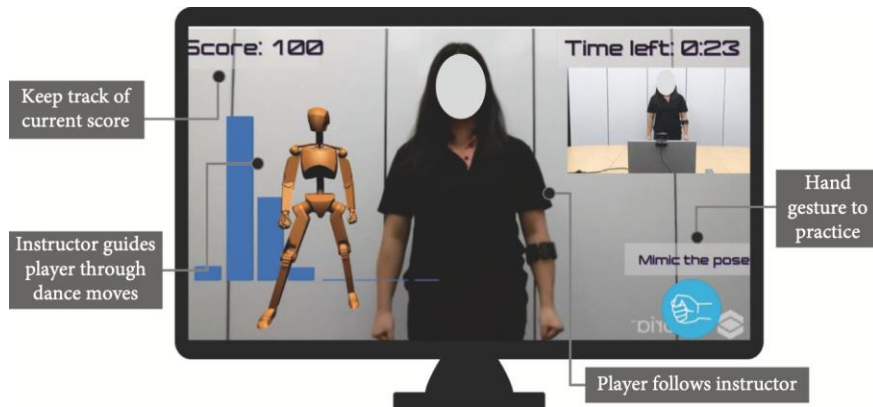 Score: 100
Time left: 0:23
Keep track of
current score
Hand
gesture to
practice
Instructor guides
player through
dance moves
Mimic the pose
Player follows instructor